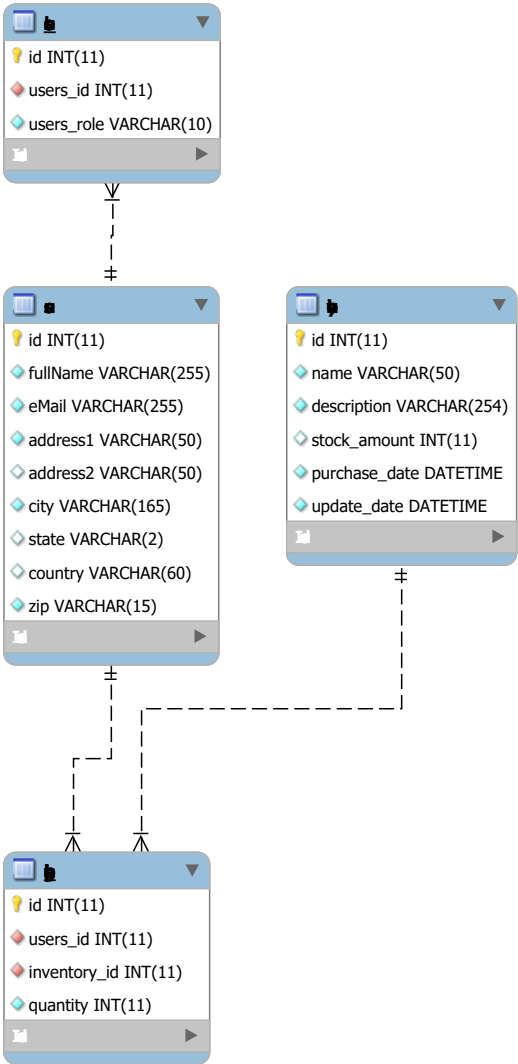 id INT(11)
users_id INT(11)
users_role VARCHAR(10)
id INT(11)
fullName VARCHAR(255)
eMail VARCHAR(255)
address1 VARCHAR(50)
address2 VARCHAR(50)
city VARCHAR(165)
state VARCHAR(2)
country VARCHAR(60)
zip VARCHAR(15)
id INT(11)
name VARCHAR(50)
description VARCHAR(254)
stock_amount INT(11)
purchase_date DATETIME
update_date DATETIME
id INT(11)
users_id INT(11)
inventory_id INT(11)
quantity INT(11)